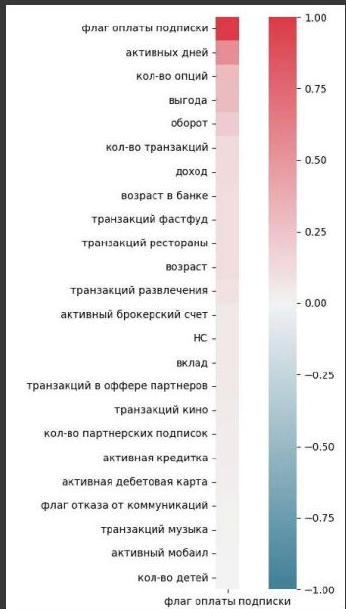 флаг оплаты подписки
активных дней
кол-во опций
выгода
оборот
кол-во транзакций
доход
возраст в банке
транзакций фастфуд
транзакций рестораны
возраст
транзакций развлечения
активный брокерский счет
НС
вклад
транзакций в оффере партнеров
транзакций кино
кол-во партнерских подписок
активная кредитка
активная дебетовая карта
флаг отказа от коммуникаций
транзакций музыка
активный мобаил
кол-во детей
флаг оплаты подписки
1.00
0.75
0.50
0.25
0.00
−0.25
−0.50
−0.75
−1.00